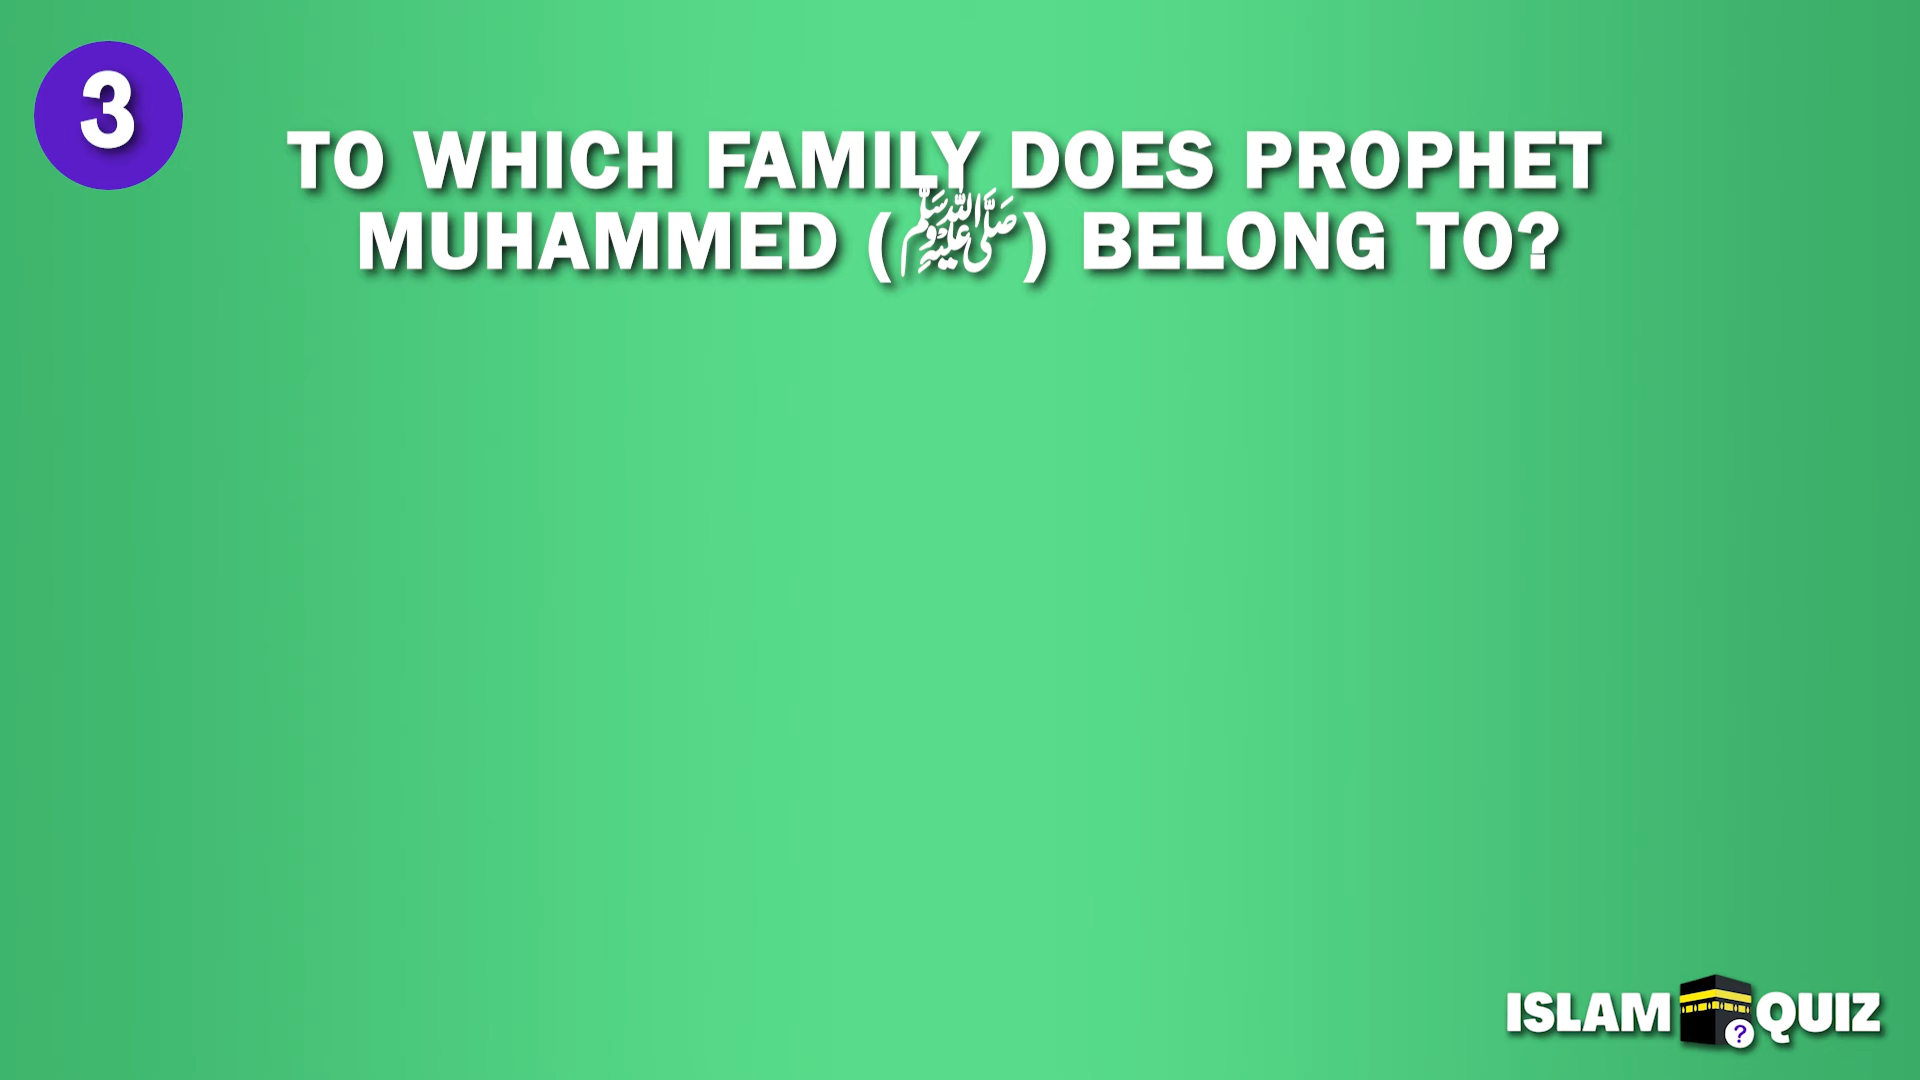 3
TO WHICH FAMILY DOES PROPHET
MUHAMMED (ﷺ) BELONG TO?
ISLAM QUIZ
?